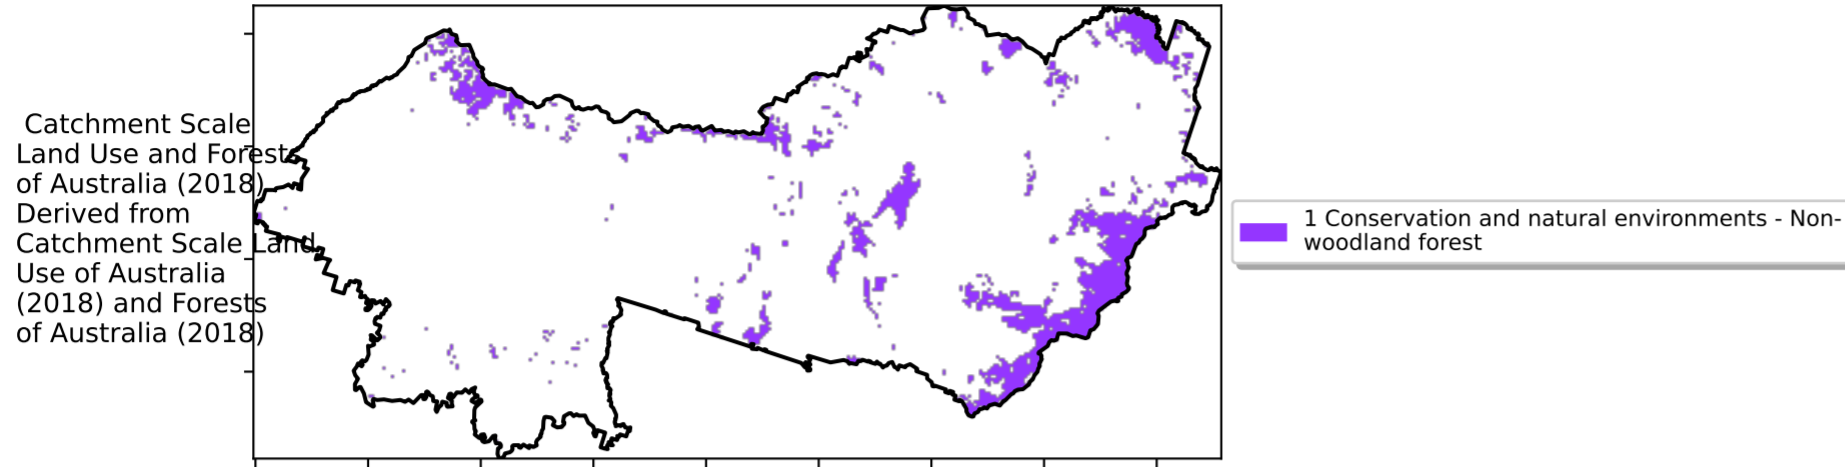 Catchment Scale
Land Use and Forests
of Australia (2018)
Derived from
Catchment Scale Land
Use of Australia
(2018) and Forests
of Australia (2018)
1 Conservation and natural environments - Non-
woodland forest